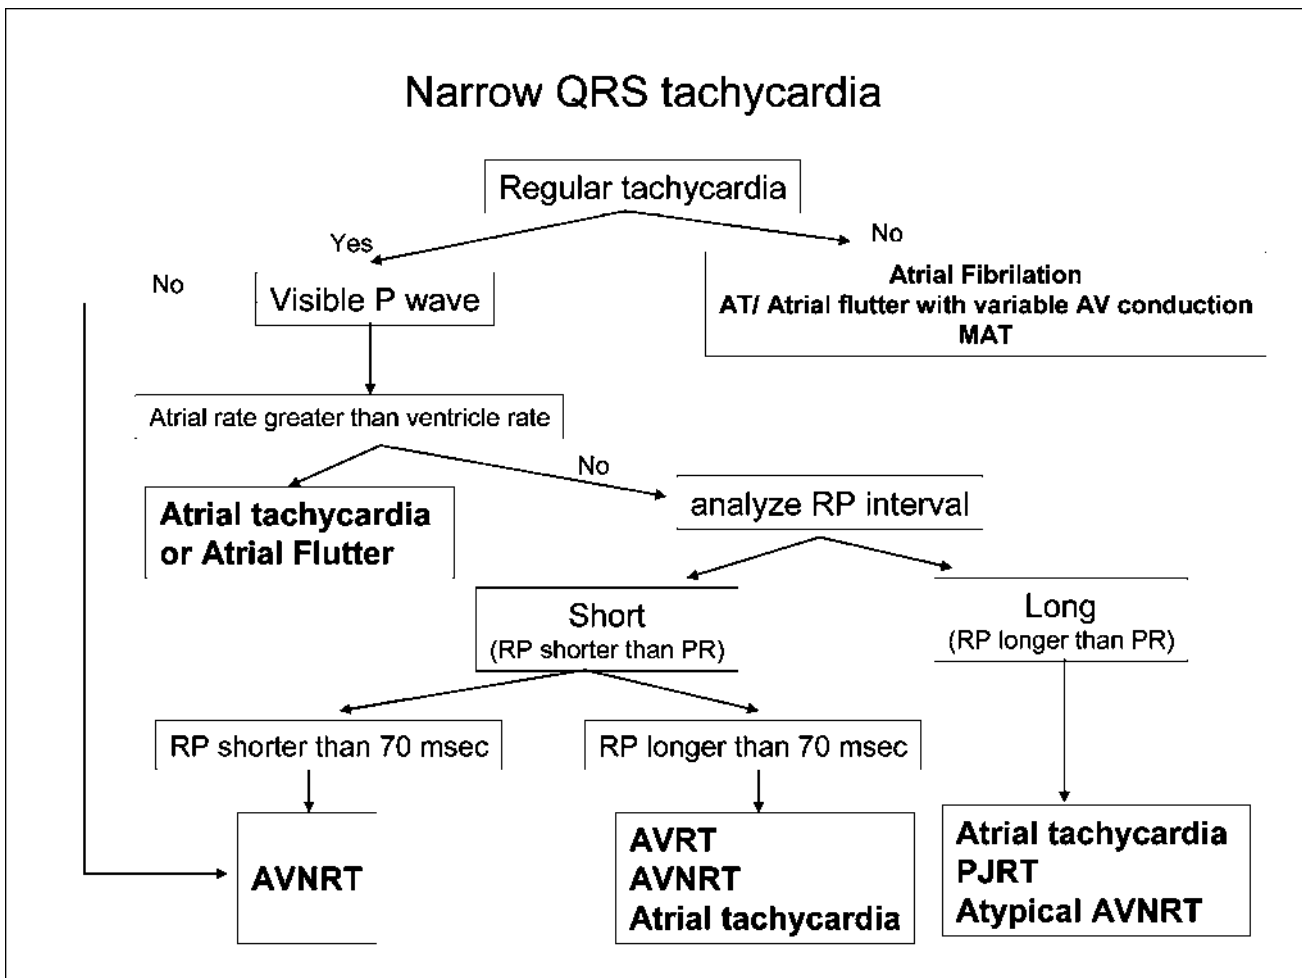 Narrow QRS tachycardia
Regular tachycardia
Yes
No
No
Visible P wave
Atrial Fibrilation
AT/ Atrial flutter with variable AV conduction
MAT
Atrial rate greater than ventricle rate
No
Atrial tachycardia
or Atrial Flutter
analyze RP interval
Short
(RP shorter than PR)
Long
(RP longer than PR)
RP shorter than 70 msec
RP longer than 70 msec
AVNRT
AVRT
AVNRT
Atrial tachycardia
Atrial tachycardia
PJRT
Atypical AVNRT